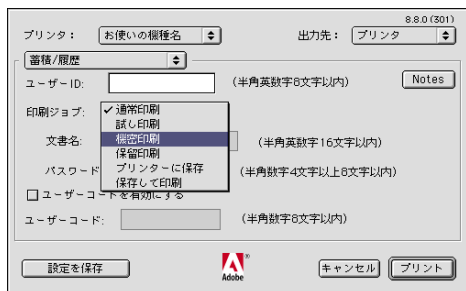 8.8.0 (301)
プリンタ： お使いの機種名 出力先： プリンタ
蓄積/履歴
ユーザーID: (半角英数字8文字以内) Notes
印刷ジョブ: ✓通常印刷
試し印刷
文書名: 機密印刷 (半角英数字16文字以内)
保留印刷
パスワード プリンターに保存 (半角数字4文字以上8文字以内)
保存して印刷
ユーザーコードを有効にする
ユーザーコード: (半角数字8文字以内)
設定を保存 Adobe キャンセル プリント